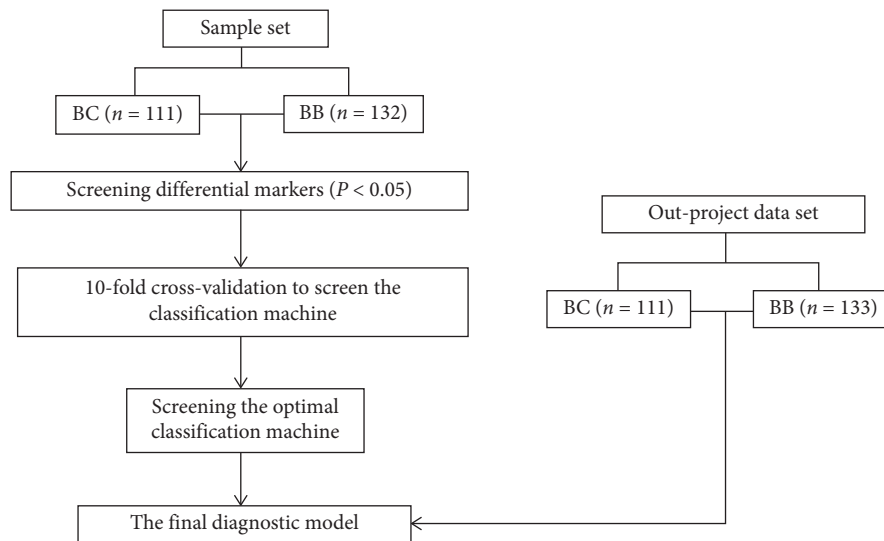 Sample set
BC (n = 111)
BB (n = 132)
Screening differential markers (P < 0.05)
10-fold cross-validation to screen the
classification machine
Screening the optimal
classification machine
The final diagnostic model
Out-project data set
BC (n = 111)
BB (n = 133)